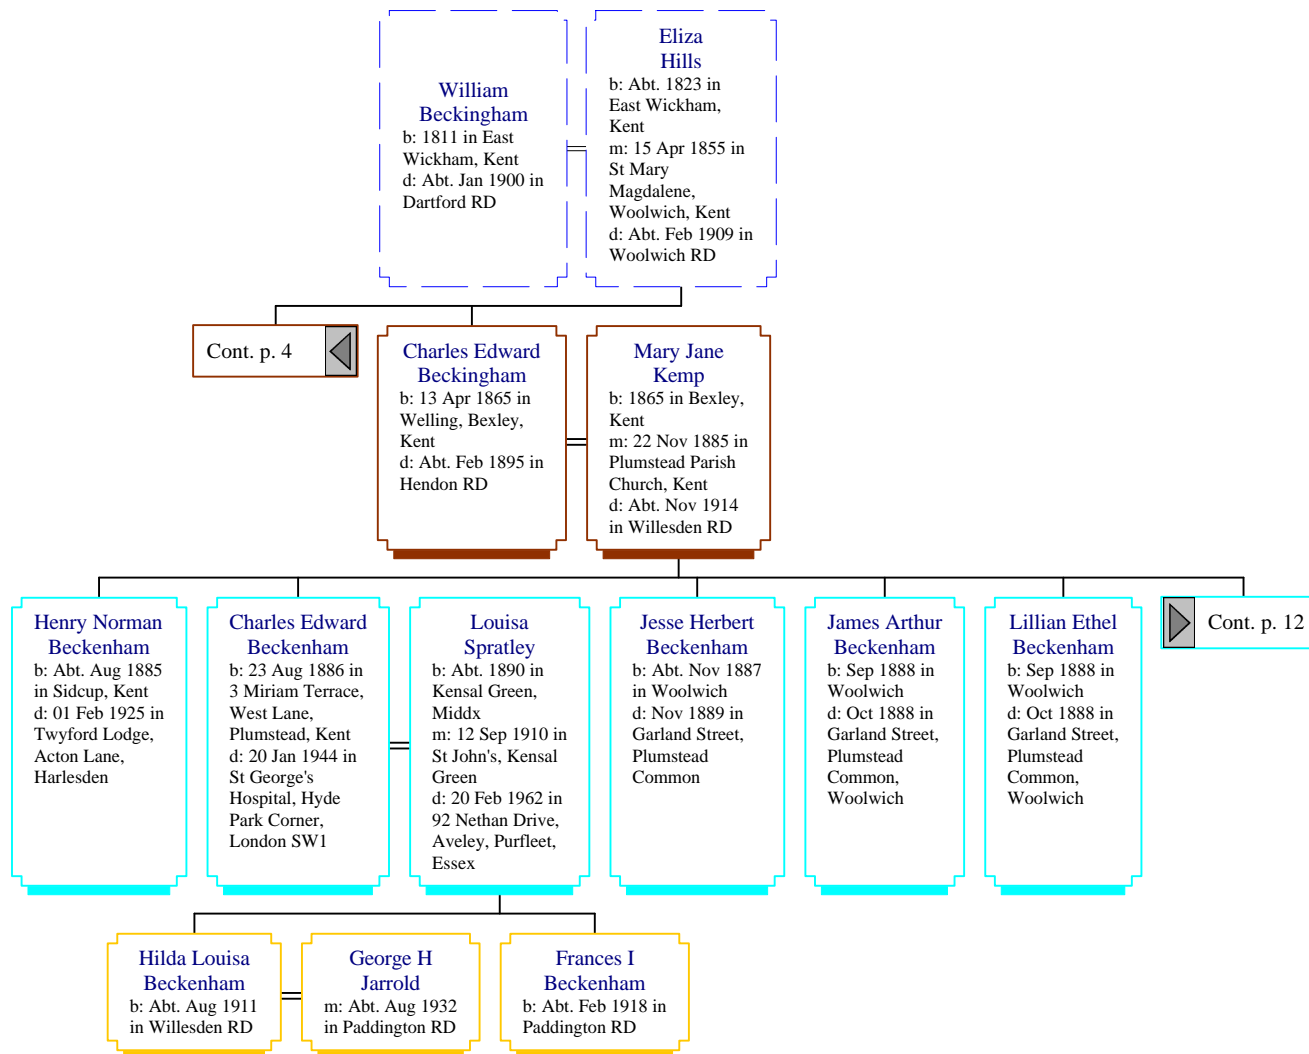 William
Beckingham
b: 1811 in East
Wickham, Kent
d: Abt. Jan 1900 in
Dartford RD
Eliza
Hills
b: Abt. 1823 in
East Wickham,
Kent
m: 15 Apr 1855 in
St Mary
Magdalene,
Woolwich, Kent
d: Abt. Feb 1909 in
Woolwich RD
Cont. p. 4
Charles Edward
Beckingham
b: 13 Apr 1865 in
Welling, Bexley,
Kent
d: Abt. Feb 1895 in
Hendon RD
Mary Jane
Kemp
b: 1865 in Bexley,
Kent
m: 22 Nov 1885 in
Plumstead Parish
Church, Kent
d: Abt. Nov 1914
in Willesden RD
Henry Norman
Beckenham
b: Abt. Aug 1885
in Sidcup, Kent
d: 01 Feb 1925 in
Twyford Lodge,
Acton Lane,
Harlesden
Charles Edward
Beckenham
b: 23 Aug 1886 in
3 Miriam Terrace,
West Lane,
Plumstead, Kent
d: 20 Jan 1944 in
St George's
Hospital, Hyde
Park Corner,
London SW1
Louisa
Spratley
b: Abt. 1890 in
Kensal Green,
Middx
m: 12 Sep 1910 in
St John's, Kensal
Green
d: 20 Feb 1962 in
92 Nethan Drive,
Aveley, Purfleet,
Essex
Jesse Herbert
Beckenham
b: Abt. Nov 1887
in Woolwich
d: Nov 1889 in
Garland Street,
Plumstead
Common
James Arthur
Beckenham
b: Sep 1888 in
Woolwich
d: Oct 1888 in
Garland Street,
Plumstead
Common,
Woolwich
Lillian Ethel
Beckenham
b: Sep 1888 in
Woolwich
d: Oct 1888 in
Garland Street,
Plumstead
Common,
Woolwich
Cont. p. 12
Hilda Louisa
Beckenham
b: Abt. Aug 1911
in Willesden RD
George H
Jarrold
m: Abt. Aug 1932
in Paddington RD
Frances I
Beckenham
b: Abt. Feb 1918 in
Paddington RD